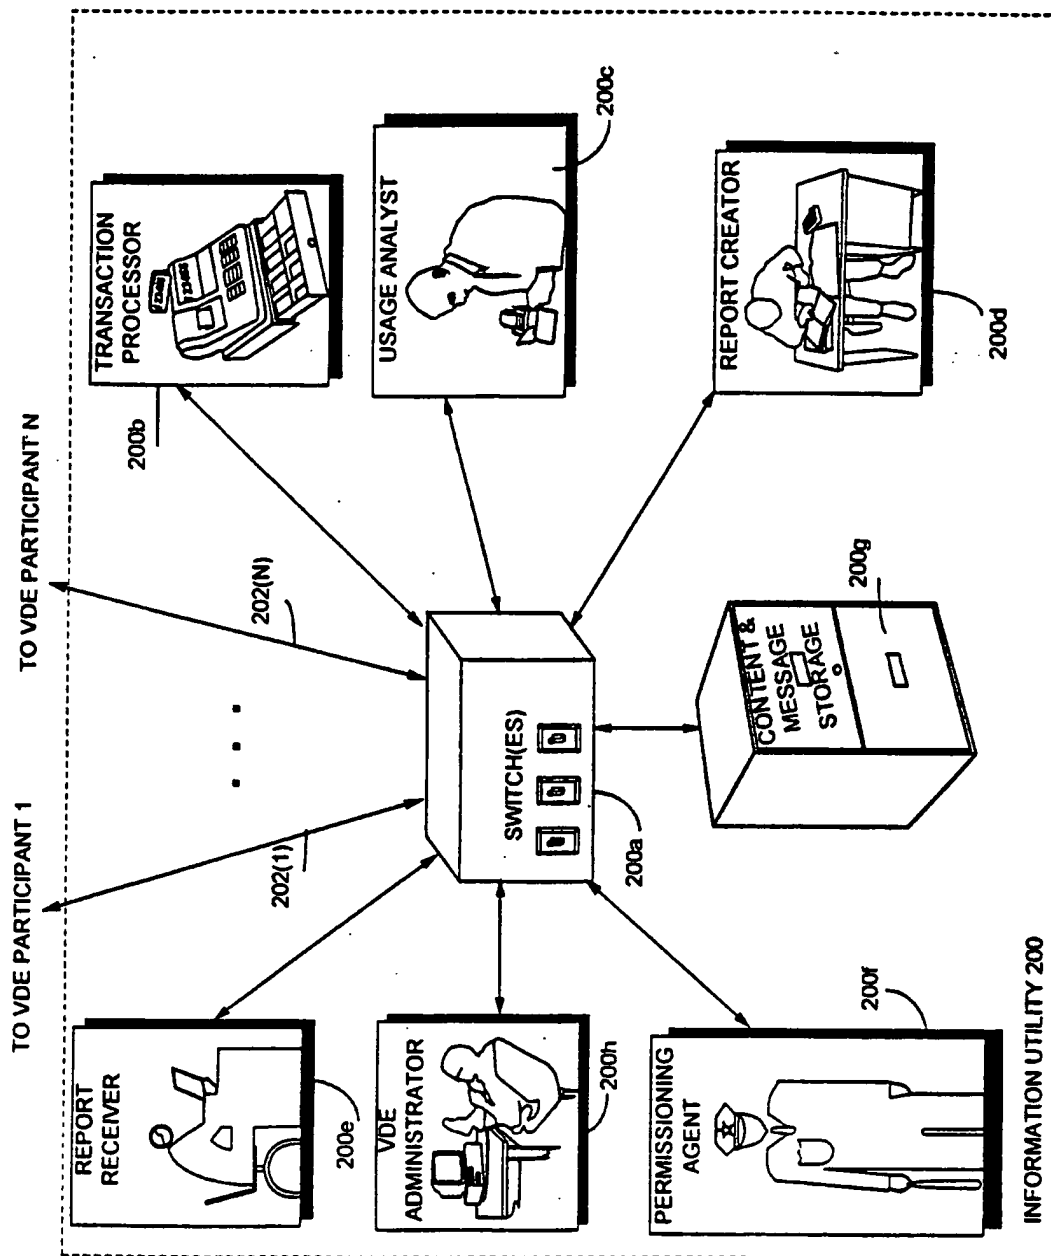 TO VDE PARTICIPANT 1
TO VDE PARTICIPANT N
REPORT
RECEIVER
200e
202(1)
202(N)
TRANSACTION
PROCESSOR
200b
VDE
ADMINISTRATOR
200h
SWITCH(ES)
200a
USAGE ANALYST
200c
PERMISSIONING
AGENT
200f
CONTENT &
MESSAGE
STORAGE
200g
REPORT CREATOR
200d
INFORMATION UTILITY 200